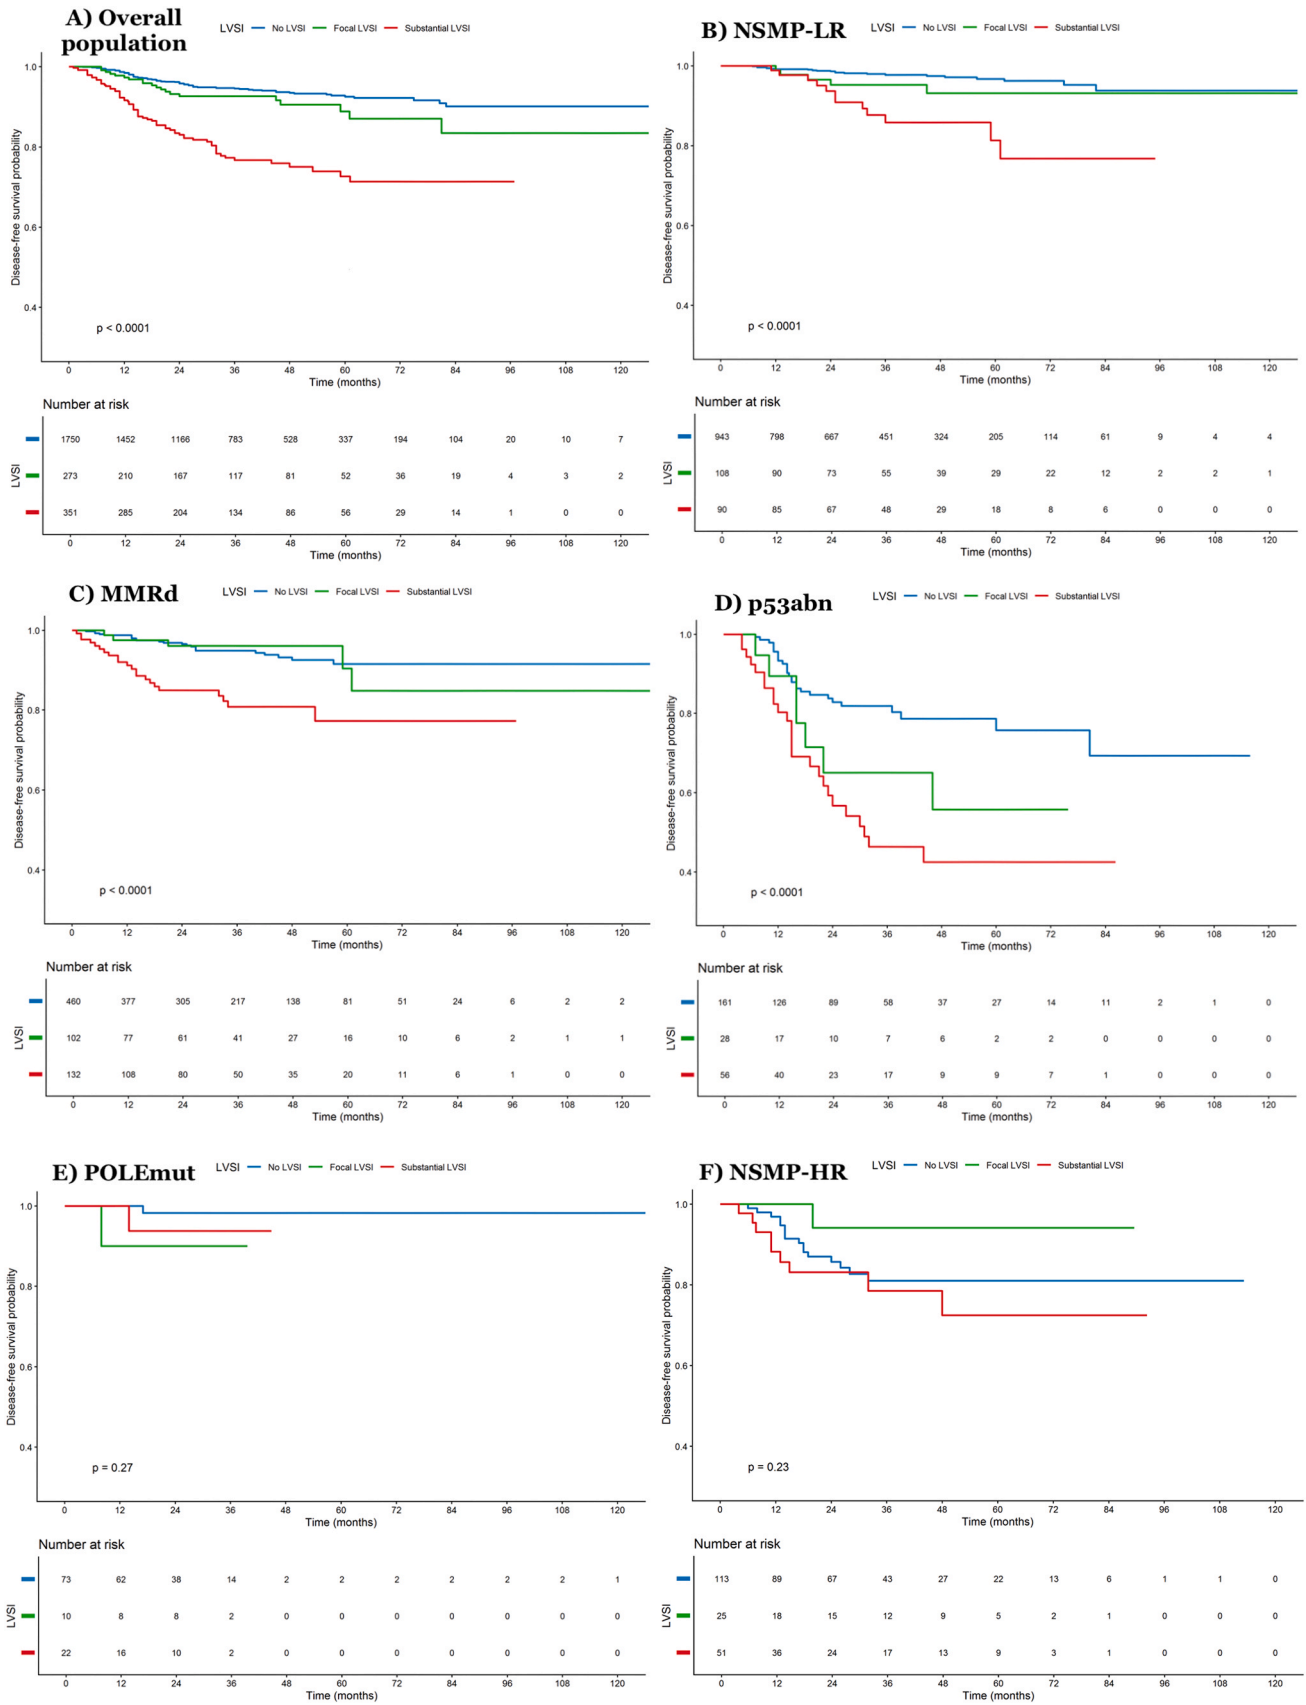 A) Overall
population
LVSI No LVSI Focal LVSI Substantial LVSI
1.0
0.8
0.6
0.4
Disease-free survival probability
p < 0.0001
0 12 24 36 48 60 72 84 96 108 120
Time (months)
Number at risk
LVSI
1750 1452 1166 783 528 337 194 104 20 10 7
273 210 167 117 81 52 36 19 4 3 2
351 285 204 134 86 56 29 14 1 0 0
0 12 24 36 48 60 72 84 96 108 120
Time (months)
B) NSMP-LR
LVSI No LVSI Focal LVSI Substantial LVSI
1.0
0.8
0.6
0.4
Disease-free survival probability
p < 0.0001
0 12 24 36 48 60 72 84 96 108 120
Time (months)
Number at risk
LVSI
943 798 667 451 324 205 114 61 9 4 4
108 90 73 55 39 29 22 12 2 2 1
90 85 67 48 29 18 8 6 0 0 0
0 12 24 36 48 60 72 84 96 108 120
Time (months)
C) MMRd
LVSI No LVSI Focal LVSI Substantial LVSI
1.0
0.8
0.6
0.4
Disease-free survival probability
p < 0.0001
0 12 24 36 48 60 72 84 96 108 120
Time (months)
Number at risk
LVSI
460 377 305 217 138 81 51 24 6 2 2
102 77 61 41 27 16 10 6 2 1 1
132 108 80 50 35 20 11 6 1 0 0
0 12 24 36 48 60 72 84 96 108 120
Time (months)
D) p53abn
LVSI No LVSI Focal LVSI Substantial LVSI
1.0
0.8
0.6
0.4
Disease-free survival probability
p < 0.0001
0 12 24 36 48 60 72 84 96 108 120
Time (months)
Number at risk
LVSI
161 126 89 58 37 27 14 11 2 1 0
28 17 10 7 6 2 2 0 0 0 0
56 40 23 17 9 9 7 1 0 0 0
0 12 24 36 48 60 72 84 96 108 120
Time (months)
E) POLEmut
LVSI No LVSI Focal LVSI Substantial LVSI
1.0
0.8
0.6
0.4
Disease-free survival probability
p = 0.27
0 12 24 36 48 60 72 84 96 108 120
Time (months)
Number at risk
LVSI
73 62 38 14 2 2 2 2 2 2 1
10 8 8 2 0 0 0 0 0 0 0
22 16 10 2 0 0 0 0 0 0 0
0 12 24 36 48 60 72 84 96 108 120
Time (months)
F) NSMP-HR
LVSI No LVSI Focal LVSI Substantial LVSI
1.0
0.8
0.6
0.4
Disease-free survival probability
p = 0.23
0 12 24 36 48 60 72 84 96 108 120
Time (months)
Number at risk
LVSI
113 89 67 43 27 22 13 6 1 1 0
25 18 15 12 9 5 2 1 0 0 0
51 36 24 17 13 9 3 1 0 0 0
0 12 24 36 48 60 72 84 96 108 120
Time (months)